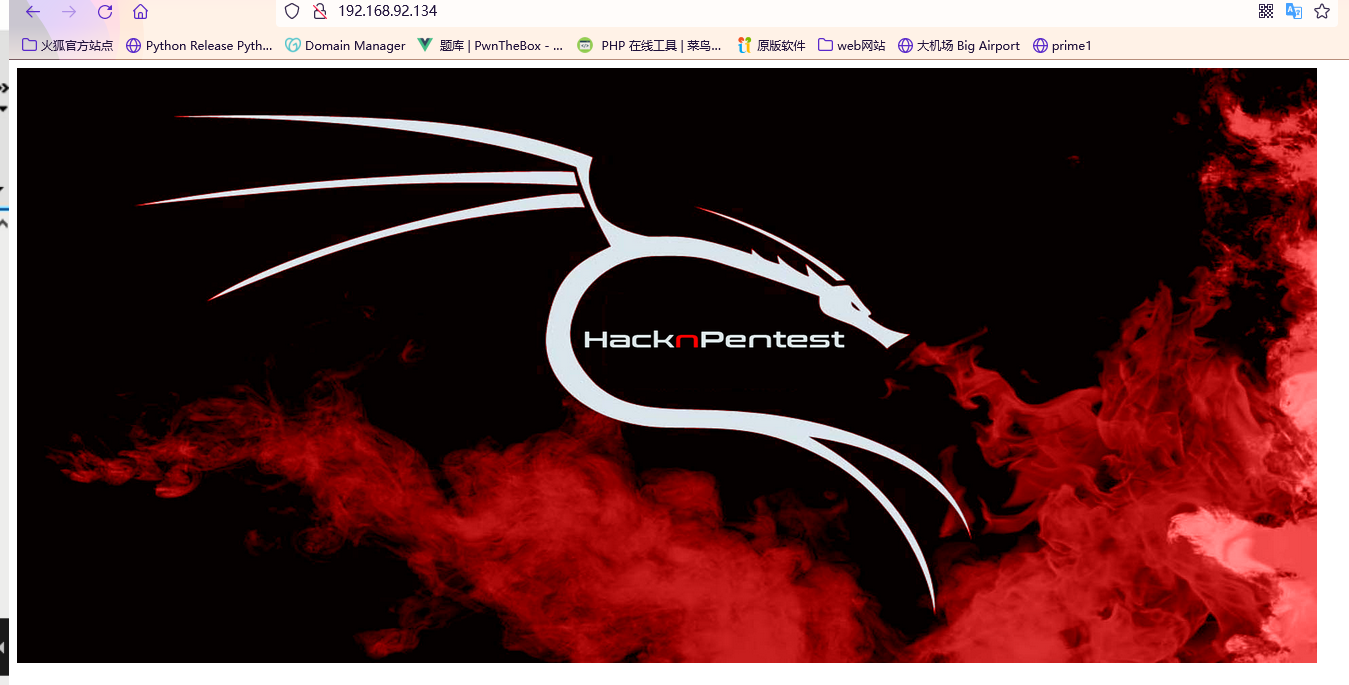 192.168.92.134
火狐官方站点 Python Release Pyth... Domain Manager 题库 | PwnTheBox - ... PHP 在线工具 | 菜鸟... 原版软件 web网站 大机场 Big Airport prime1
HacknPentest